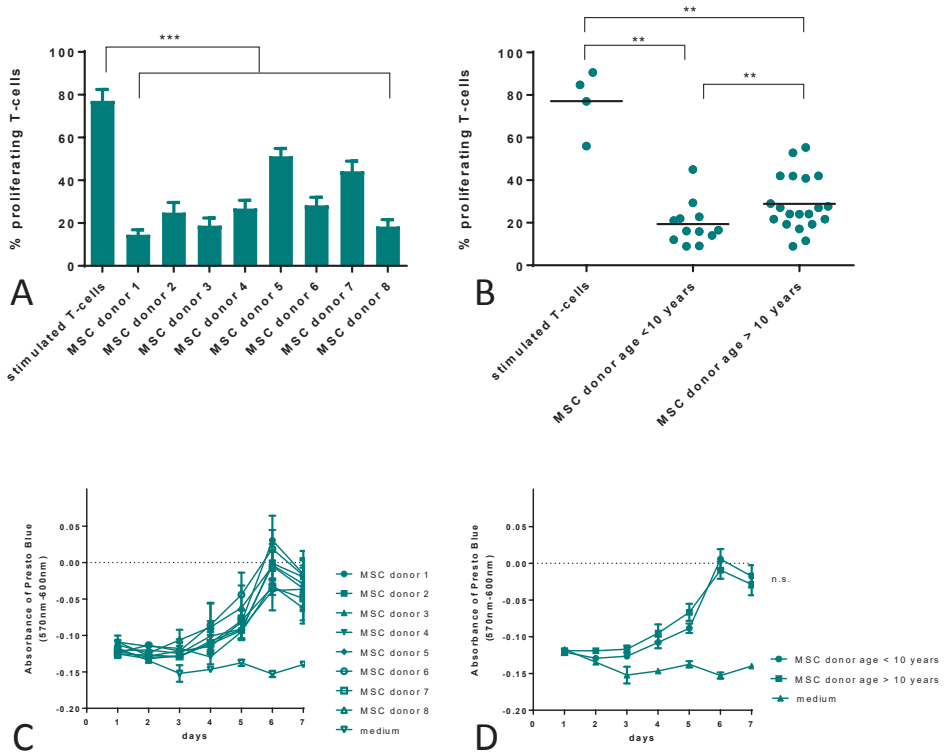 ***
100
80
60
40
20
0
% proliferating T-cells
stimulated T-cells
MSC donor 1
MSC donor 2
MSC donor 3
MSC donor 4
MSC donor 5
MSC donor 6
MSC donor 7
MSC donor 8
A
**
**
**
100
80
60
40
20
0
% proliferating T-cells
stimulated T-cells
MSC donor age <10 years
MSC donor age > 10 years
B
0.05
0.00
-0.05
-0.10
-0.15
-0.20
Absorbance of Presto Blue
(570nm-600nm)
0 1 2 3 4 5 6 7
days
MSC donor 1
MSC donor 2
MSC donor 3
MSC donor 4
MSC donor 5
MSC donor 6
MSC donor 7
MSC donor 8
medium
C
0.05
0.00
-0.05
-0.10
-0.15
-0.20
Absorbance of Presto Blue
(570nm-600nm)
0 1 2 3 4 5 6 7
days
n.s.
MSC donor age < 10 years
MSC donor age > 10 years
medium
D